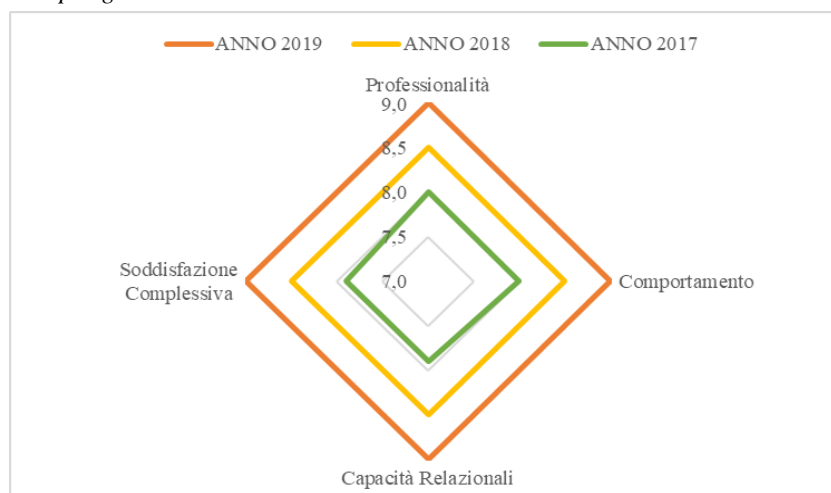 ANNO 2019 ANNO 2018 ANNO 2017
Professionalità
9,0
8,5
8,0
7,5
7,0
Soddisfazione
Complessiva
Comportamento
Capacità Relazionali